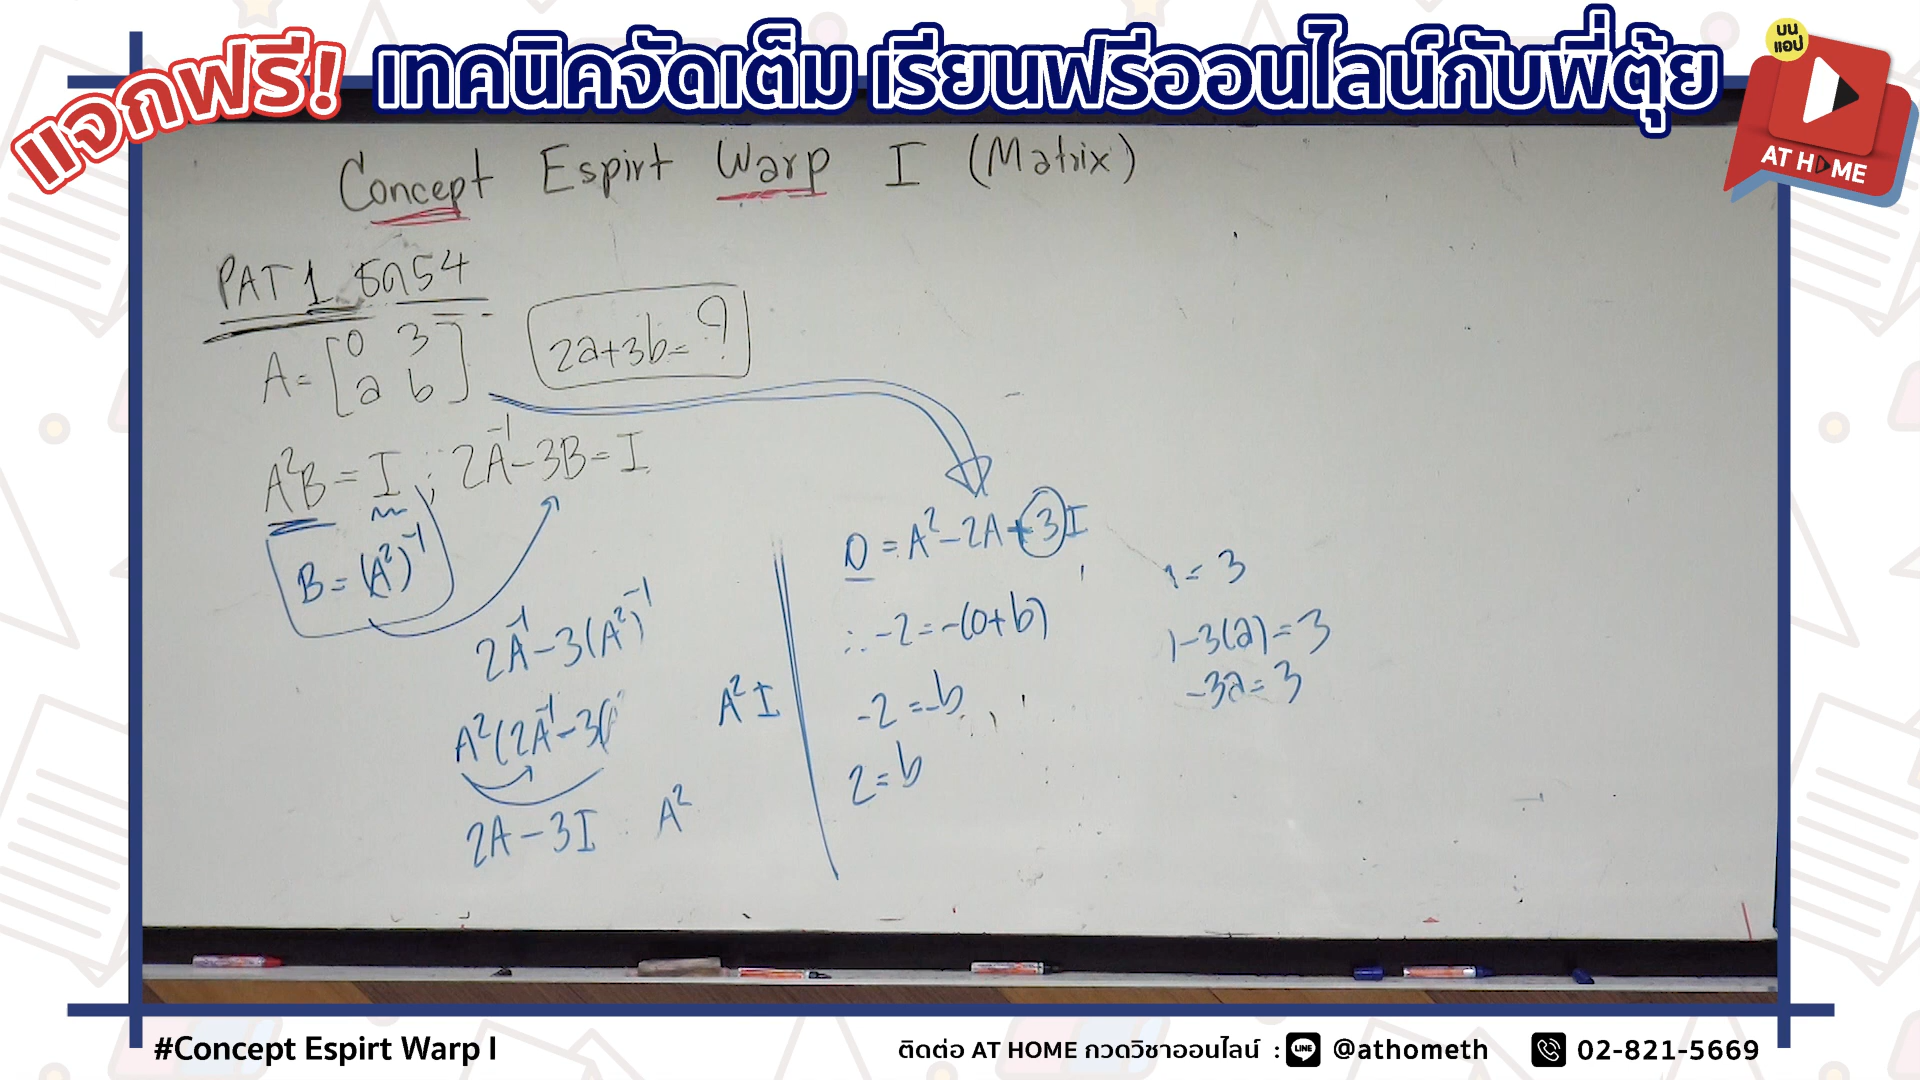 แจกฟรี! เทคนิคจัดเต็ม เรียนฟรีออนไลน์กับพี่ตุ้ย
บน
แอป
AT HOME
Concept Espirt Warp I (Matrix)
PAT 1 ธค54
A = [0 3
a b]
2a+3b=?
A²B = I ; 2A⁻¹-3B=I
B = (A²)⁻¹
2A⁻¹-3(A²)⁻¹
A²(2A⁻¹-3(
A²I
2A-3I
A²
0 = A²-2A+3I
∴ -2=-(0+b)
-2=-b
2=b
1-3(a)=3
-3a=3
#Concept Espirt Warp I
ติดต่อ AT HOME กวดวิชาออนไลน์ : LINE @athometh 02-821-5669